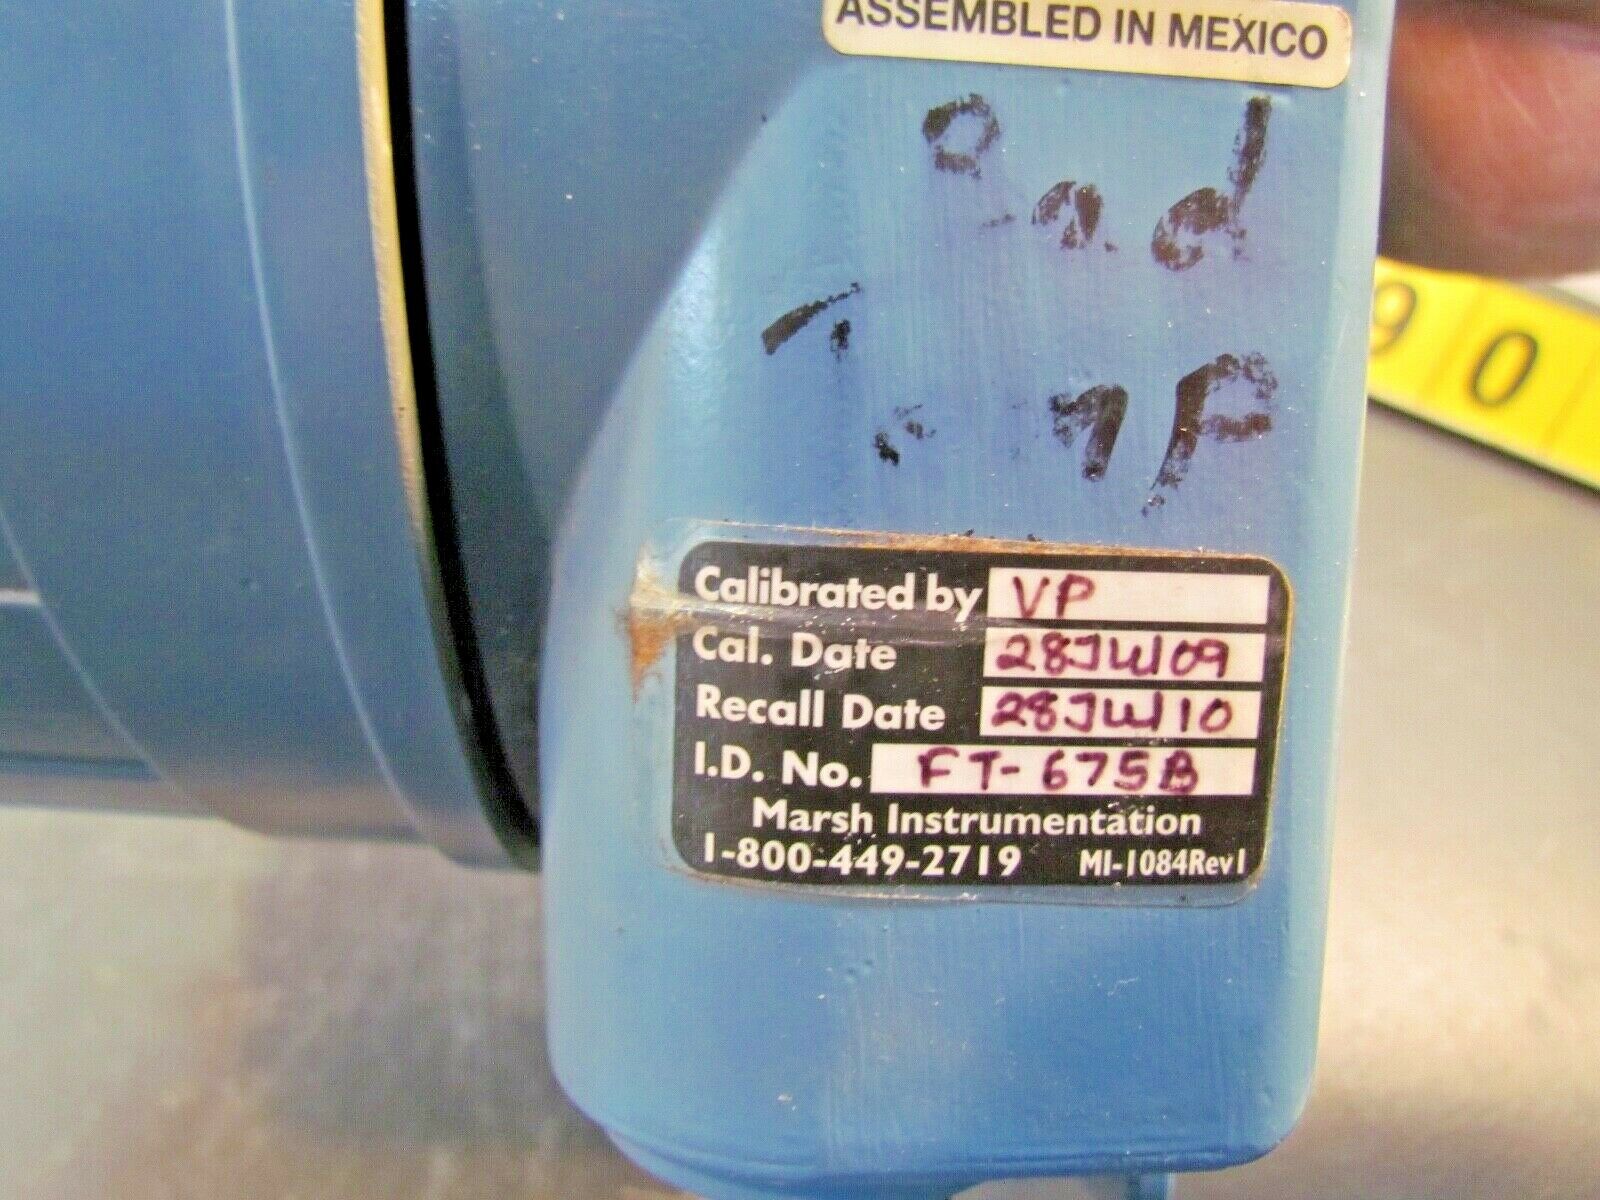 ASSEMBLED IN MEXICO
Bad
90
Calibrated by VP
Cal. Date 28JUL09
Recall Date 28JUL10
I.D. No. FT-675B
Marsh Instrumentation
1-800-449-2719 MI-1084Rev1